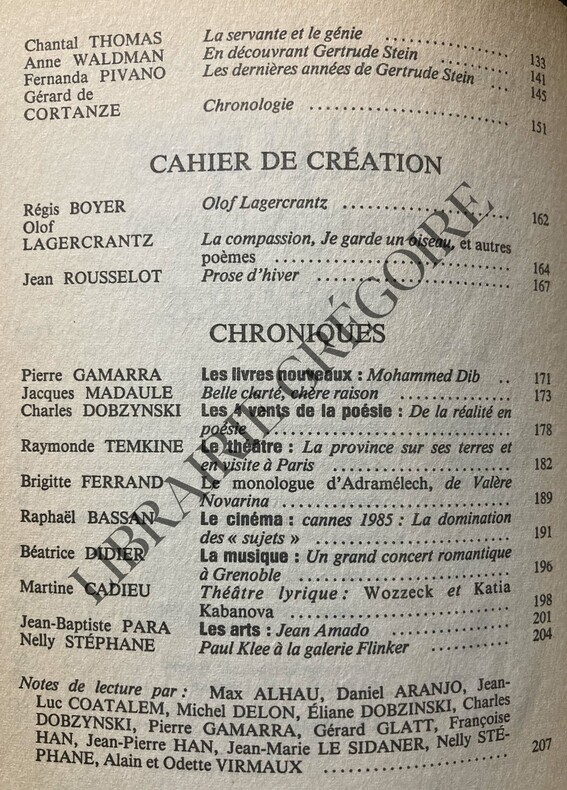 Chantal THOMAS La servante et le génie .......... 133
Anne WALDMAN En découvrant Gertrude Stein .......... 141
Fernanda PIVANO Les dernières années de Gertrude Stein ... 145
Gérard de
CORTANZE Chronologie .......... 151
CAHIER DE CRÉATION
Régis BOYER Olof Lagercrantz .......... 162
Olof
LAGERCRANTZ La compassion, Je garde un oiseau, et autres
poèmes .......... 164
Jean ROUSSELOT Prose d'hiver .......... 167
CHRONIQUES
Pierre GAMARRA Les livres nouveaux : Mohammed Dib .. 171
Jacques MADAULE Belle clarté, chère raison .......... 173
Charles DOBZYNSKI Les 4 vents de la poésie : De la réalité en
poésie .......... 178
Raymonde TEMKINE Le théâtre : La province sur ses terres et
en visite à Paris .......... 182
Brigitte FERRAND Le monologue d'Adramélech, de Valère
Novarina .......... 189
Raphaël BASSAN Le cinéma : cannes 1985 : La domination
des « sujets » .......... 191
Béatrice DIDIER La musique : Un grand concert romantique
à Grenoble .......... 196
Martine CADIEU Théâtre lyrique : Wozzeck et Katia
Kabanova .......... 198
Jean-Baptiste PARA Les arts : Jean Amado .......... 201
Nelly STÉPHANE Paul Klee à la galerie Flinker .......... 204
Notes de lecture par : Max ALHAU, Daniel ARANJO, Jean-
Luc COATALEM, Michel DELON, Éliane DOBZINSKI, Charles
DOBZYNSKI, Pierre GAMARRA, Gérard GLATT, Françoise
HAN, Jean-Pierre HAN, Jean-Marie LE SIDANER, Nelly STÉ-
PHANE, Alain et Odette VIRMAUX .......... 207
LIBRAIRIE GRÉGOIRE